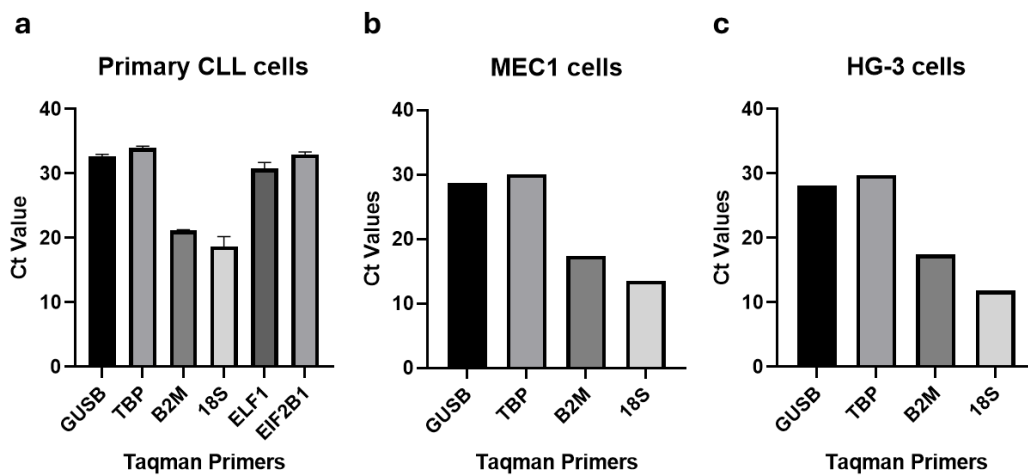 a
Primary CLL cells
Ct Value
40
30
20
10
0
GUSB
TBP
B2M
18S
ELF1
EIF2B1
Taqman Primers
b
MEC1 cells
Ct Values
40
30
20
10
0
GUSB
TBP
B2M
18S
Taqman Primers
c
HG-3 cells
Ct Values
40
30
20
10
0
GUSB
TBP
B2M
18S
Taqman Primers